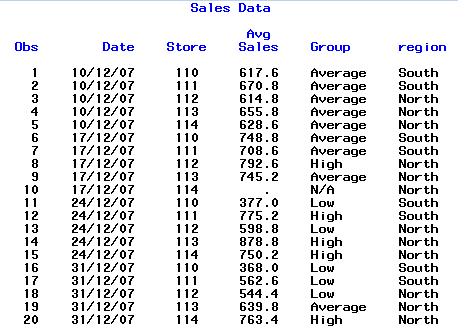 Sales Data
Avg
Obs Date Store Sales Group region
1 10/12/07 110 617.6 Average South
2 10/12/07 111 670.8 Average South
3 10/12/07 112 614.8 Average North
4 10/12/07 113 655.8 Average North
5 10/12/07 114 628.6 Average North
6 17/12/07 110 748.8 Average South
7 17/12/07 111 708.6 Average South
8 17/12/07 112 792.6 High North
9 17/12/07 113 745.2 Average North
10 17/12/07 114 . N/A North
11 24/12/07 110 377.0 Low South
12 24/12/07 111 775.2 High South
13 24/12/07 112 598.8 Low North
14 24/12/07 113 878.8 High North
15 24/12/07 114 750.2 High North
16 31/12/07 110 368.0 Low South
17 31/12/07 111 562.6 Low South
18 31/12/07 112 544.4 Low North
19 31/12/07 113 639.8 Average North
20 31/12/07 114 763.4 High North